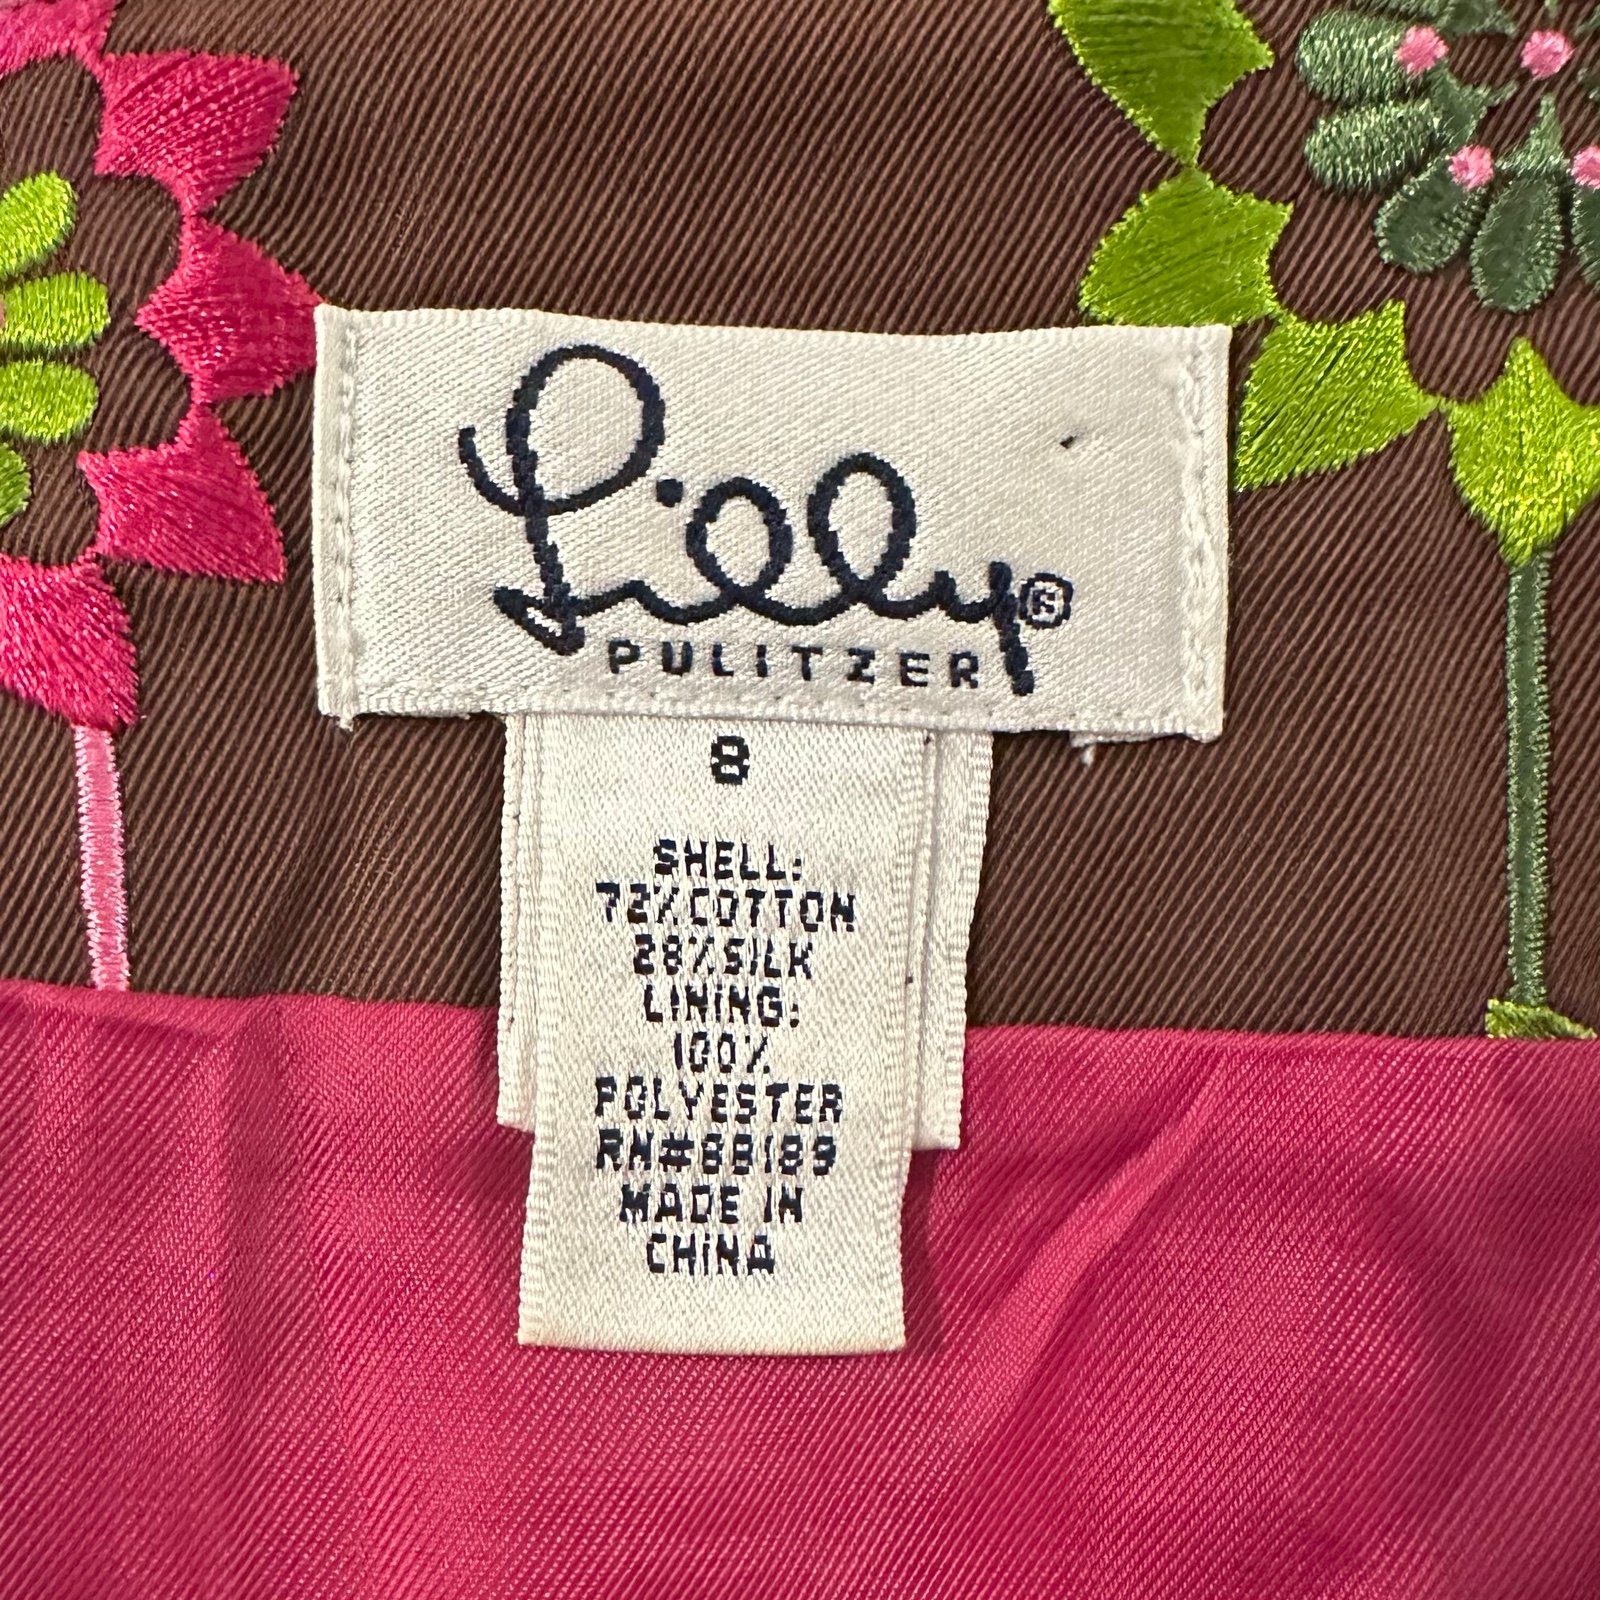 Lilly®
PULITZER
8
SHELL:
72%COTTON
28%SILK
LINING:
100%
POLYESTER
RN#88189
MADE IN
CHINA